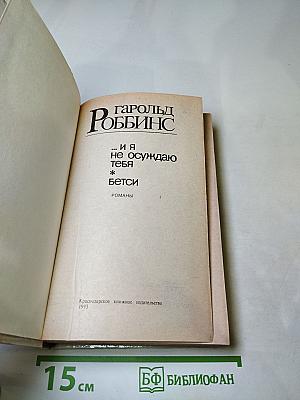 ГАРОЛЬД
РОББИНС
...и я
не осуждаю
тебя
*
Бетси
РОМАНЫ
Краснодарское книжное издательство
1993
15 см
БФ БИБЛИОФАН